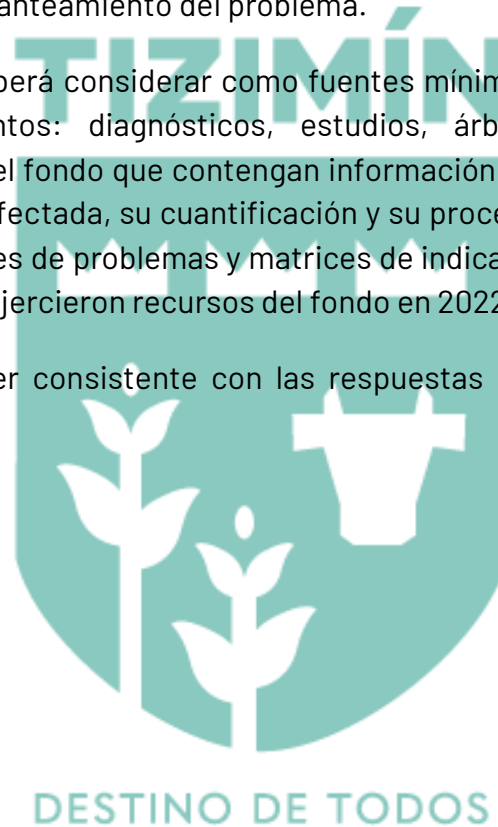 anteamiento del problema.
TIZIMÍN
berá considerar como fuentes mínim
ntos: diagnósticos, estudios, árb
el fondo que contengan información
fectada, su cuantificación y su proce
es de problemas y matrices de indica
jercieron recursos del fondo en 2022
er consistente con las respuestas
DESTINO DE TODOS